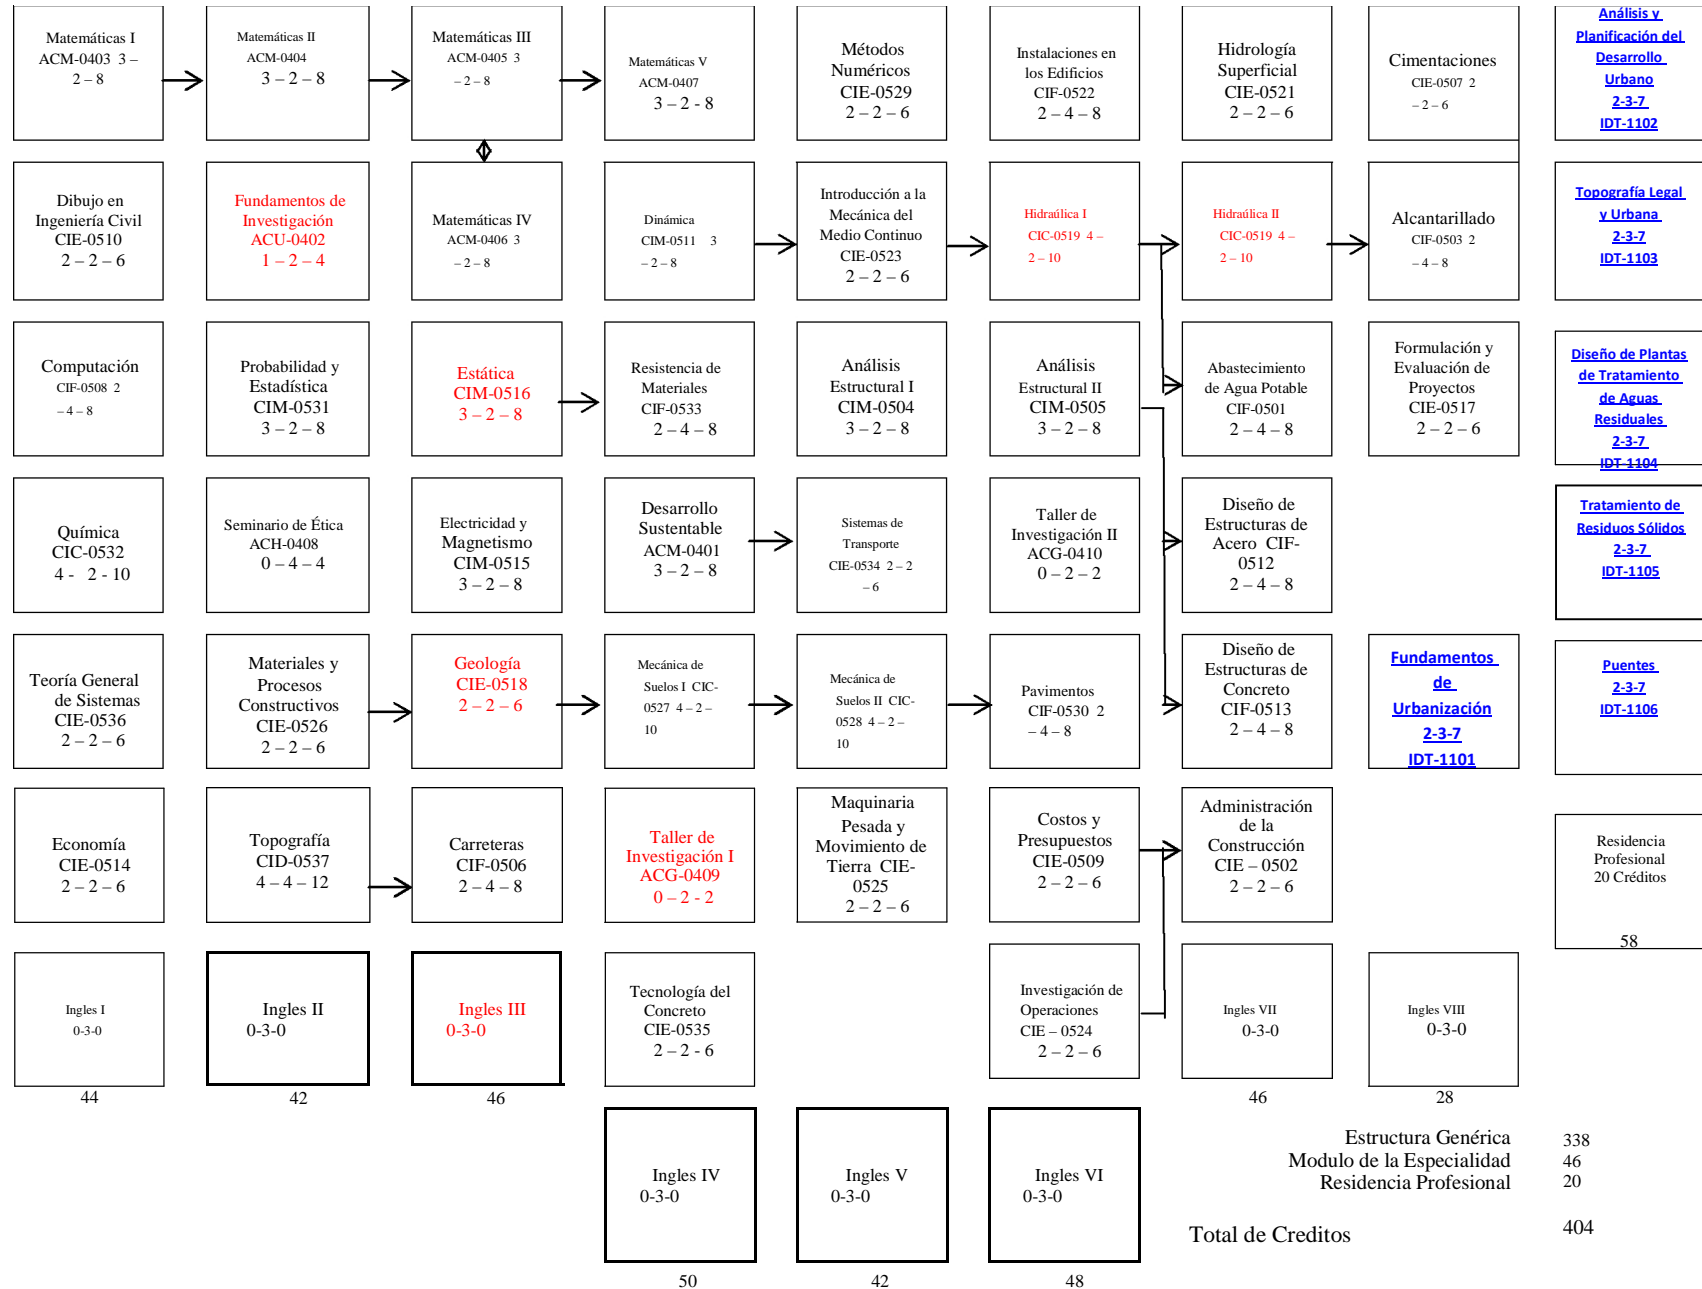 Matemáticas I
ACM-0403 3 –
2 – 8
Matemáticas II
ACM-0404
3 – 2 – 8
Matemáticas III
ACM-0405 3
– 2 – 8
Matemáticas V
ACM-0407
3 – 2 - 8
Métodos
Numéricos
CIE-0529
2 – 2 – 6
Instalaciones en
los Edificios
CIF-0522
2 – 4 – 8
Hidrología
Superficial
CIE-0521
2 – 2 – 6
Cimentaciones
CIE-0507 2
– 2 – 6
Análisis y
Planificación del
Desarrollo
Urbano
2-3-7
IDT-1102
Dibujo en
Ingeniería Civil
CIE-0510
2 – 2 – 6
Fundamentos de
Investigación
ACU-0402
1 – 2 – 4
Matemáticas IV
ACM-0406 3
– 2 – 8
Dinámica
CIM-0511 3
– 2 – 8
Introducción a la
Mecánica del
Medio Continuo
CIE-0523
2 – 2 – 6
Hidraúlica I
CIC-0519 4 –
2 – 10
Hidraúlica II
CIC-0519 4 –
2 – 10
Alcantarillado
CIF-0503 2
– 4 – 8
Topografía Legal
y Urbana
2-3-7
IDT-1103
Computación
CIF-0508 2
– 4 – 8
Probabilidad y
Estadística
CIM-0531
3 – 2 – 8
Estática
CIM-0516
3 – 2 – 8
Resistencia de
Materiales
CIF-0533
2 – 4 – 8
Análisis
Estructural I
CIM-0504
3 – 2 – 8
Análisis
Estructural II
CIM-0505
3 – 2 – 8
Abastecimiento
de Agua Potable
CIF-0501
2 – 4 – 8
Formulación y
Evaluación de
Proyectos
CIE-0517
2 – 2 – 6
Diseño de Plantas
de Tratamiento
de Aguas
Residuales
2-3-7
IDT-1104
Química
CIC-0532
4 - 2 - 10
Seminario de Ética
ACH-0408
0 – 4 – 4
Electricidad y
Magnetismo
CIM-0515
3 – 2 – 8
Desarrollo
Sustentable
ACM-0401
3 – 2 – 8
Sistemas de
Transporte
CIE-0534 2 – 2
– 6
Taller de
Investigación II
ACG-0410
0 – 2 – 2
Diseño de
Estructuras de
Acero CIF-
0512
2 – 4 – 8
Tratamiento de
Residuos Sólidos
2-3-7
IDT-1105
Teoría General
de Sistemas
CIE-0536
2 – 2 – 6
Materiales y
Procesos
Constructivos
CIE-0526
2 – 2 – 6
Geología
CIE-0518
2 – 2 – 6
Mecánica de
Suelos I CIC-
0527 4 – 2 –
10
Mecánica de
Suelos II CIC-
0528 4 – 2 –
10
Pavimentos
CIF-0530 2
– 4 – 8
Diseño de
Estructuras de
Concreto
CIF-0513
2 – 4 – 8
Fundamentos
de
Urbanización
2-3-7
IDT-1101
Puentes
2-3-7
IDT-1106
Economía
CIE-0514
2 – 2 – 6
Topografía
CID-0537
4 – 4 – 12
Carreteras
CIF-0506
2 – 4 – 8
Taller de
Investigación I
ACG-0409
0 – 2 - 2
Maquinaria
Pesada y
Movimiento de
Tierra CIE-
0525
2 – 2 – 6
Costos y
Presupuestos
CIE-0509
2 – 2 – 6
Administración
de la
Construcción
CIE – 0502
2 – 2 – 6
Residencia
Profesional
20 Créditos
58
Ingles I
0-3-0
Ingles II
0-3-0
Ingles III
0-3-0
Tecnología del
Concreto
CIE-0535
2 – 2 - 6
Investigación de
Operaciones
CIE – 0524
2 – 2 – 6
Ingles VII
0-3-0
Ingles VIII
0-3-0
44
42
46
46
28
Ingles IV
0-3-0
Ingles V
0-3-0
Ingles VI
0-3-0
Estructura Genérica 338
Modulo de la Especialidad 46
Residencia Profesional 20
Total de Creditos 404
50
42
48